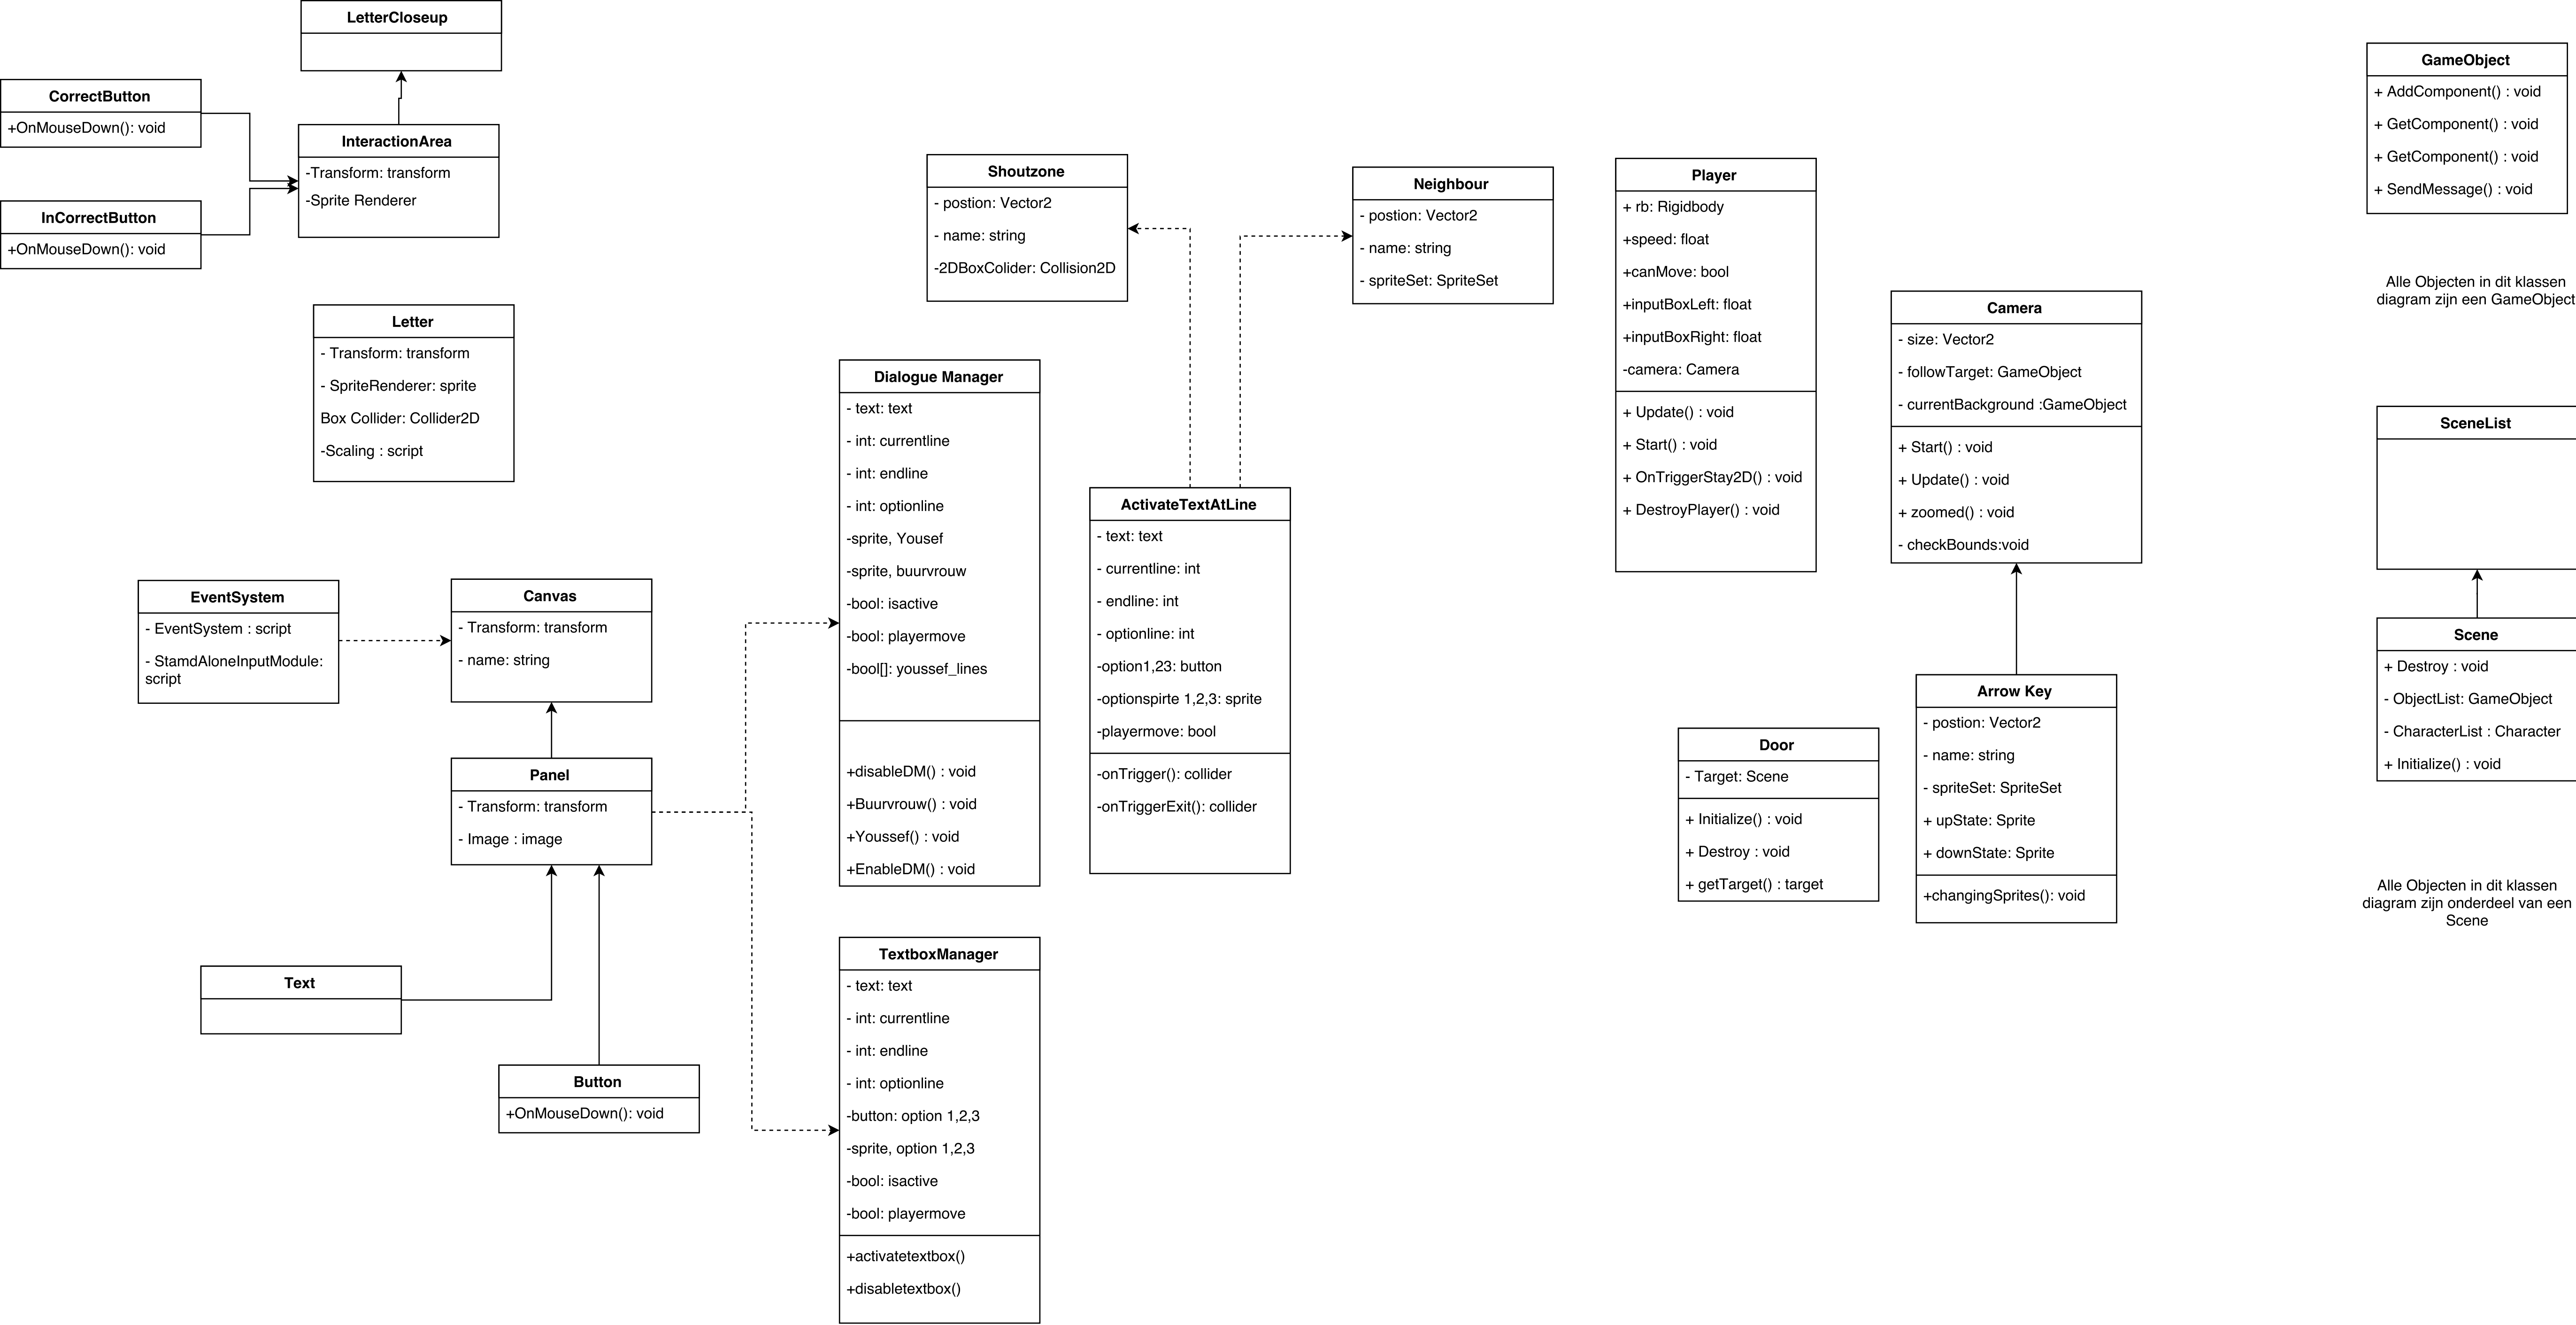 LetterCloseup
CorrectButton
+OnMouseDown(): void
InCorrectButton
+OnMouseDown(): void
InteractionArea
-Transform: transform
-Sprite Renderer
Letter
- Transform: transform
- SpriteRenderer: sprite
Box Collider: Collider2D
-Scaling : script
EventSystem
- EventSystem : script
- StamdAloneInputModule:
script
Canvas
- Transform: transform
- name: string
Panel
- Transform: transform
- Image : image
Text
Button
+OnMouseDown(): void
Dialogue Manager
- text: text
- int: currentline
- int: endline
- int: optionline
-sprite, Yousef
-sprite, buurvrouw
-bool: isactive
-bool: playermove
-bool[]: youssef_lines
+disableDM() : void
+Buurvrouw() : void
+Youssef() : void
+EnableDM() : void
TextboxManager
- text: text
- int: currentline
- int: endline
- int: optionline
-button: option 1,2,3
-sprite, option 1,2,3
-bool: isactive
-bool: playermove
+activatetextbox()
+disabletextbox()
Shoutzone
- postion: Vector2
- name: string
-2DBoxColider: Collision2D
ActivateTextAtLine
- text: text
- currentline: int
- endline: int
- optionline: int
-option1,23: button
-optionspirte 1,2,3: sprite
-playermove: bool
-onTrigger(): collider
-onTriggerExit(): collider
Neighbour
- postion: Vector2
- name: string
- spriteSet: SpriteSet
Player
+ rb: Rigidbody
+speed: float
+canMove: bool
+inputBoxLeft: float
+inputBoxRight: float
-camera: Camera
+ Update() : void
+ Start() : void
+ OnTriggerStay2D() : void
+ DestroyPlayer() : void
Door
- Target: Scene
+ Initialize() : void
+ Destroy : void
+ getTarget() : target
Camera
- size: Vector2
- followTarget: GameObject
- currentBackground :GameObject
+ Start() : void
+ Update() : void
+ zoomed() : void
- checkBounds:void
Arrow Key
- postion: Vector2
- name: string
- spriteSet: SpriteSet
+ upState: Sprite
+ downState: Sprite
+changingSprites(): void
GameObject
+ AddComponent() : void
+ GetComponent() : void
+ GetComponent() : void
+ SendMessage() : void
Alle Objecten in dit klassen
diagram zijn een GameObject
SceneList
Scene
+ Destroy : void
- ObjectList: GameObject
- CharacterList : Character
+ Initialize() : void
Alle Objecten in dit klassen
diagram zijn onderdeel van een
Scene